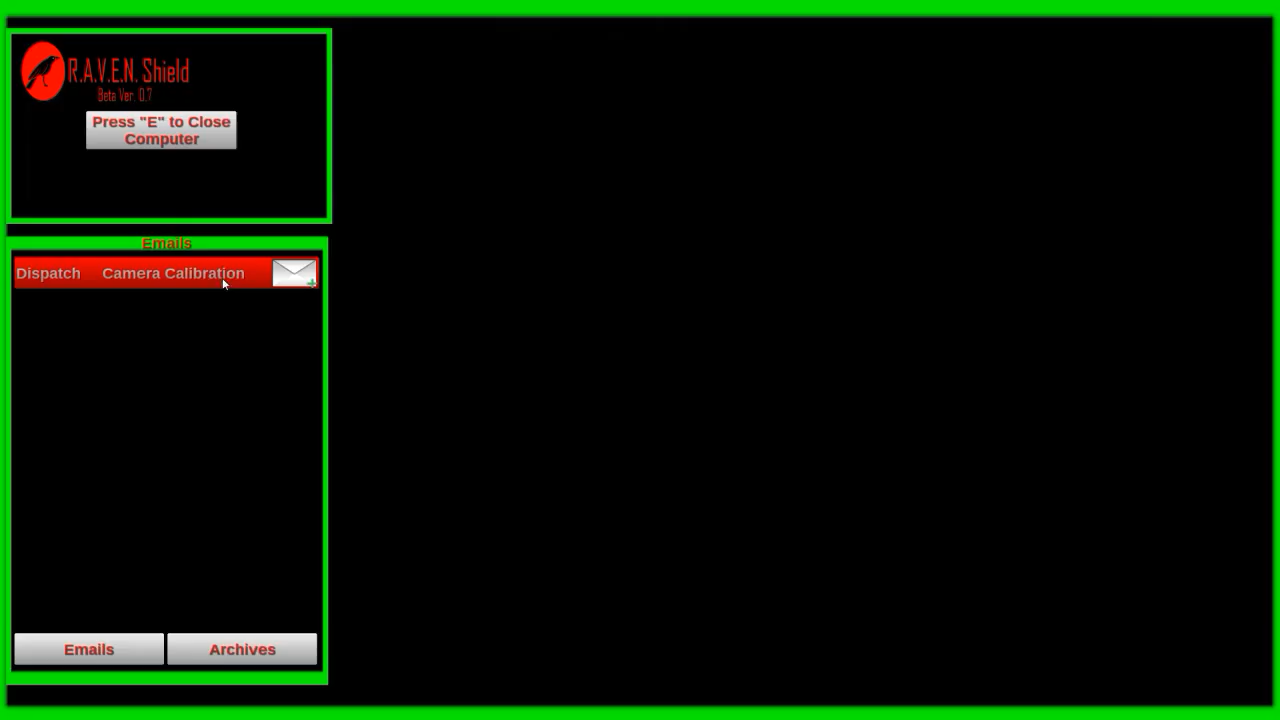 R.A.V.E.N. Shield
Beta Ver. 0.7
Press "E" to Close
Computer
Emails
Dispatch Camera Calibration
Emails Archives